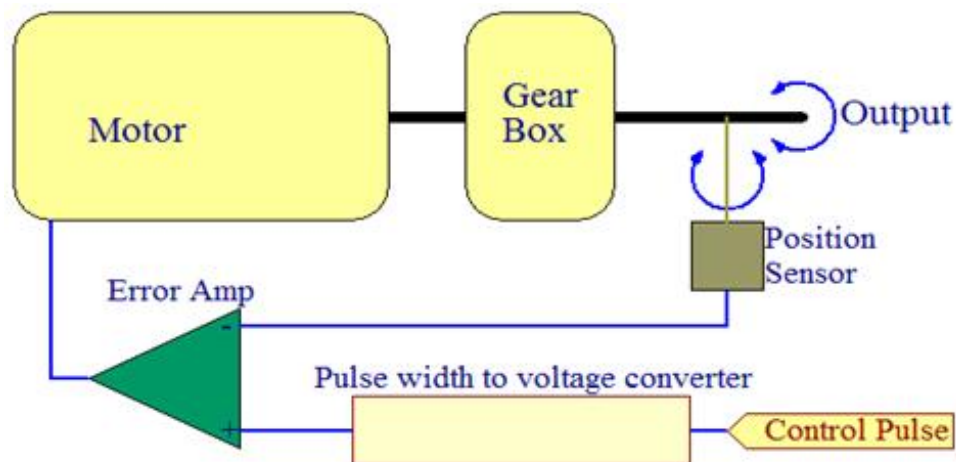 Motor
Gear
Box
Output
Position
Sensor
Error Amp
-
Pulse width to voltage converter
+
Control Pulse